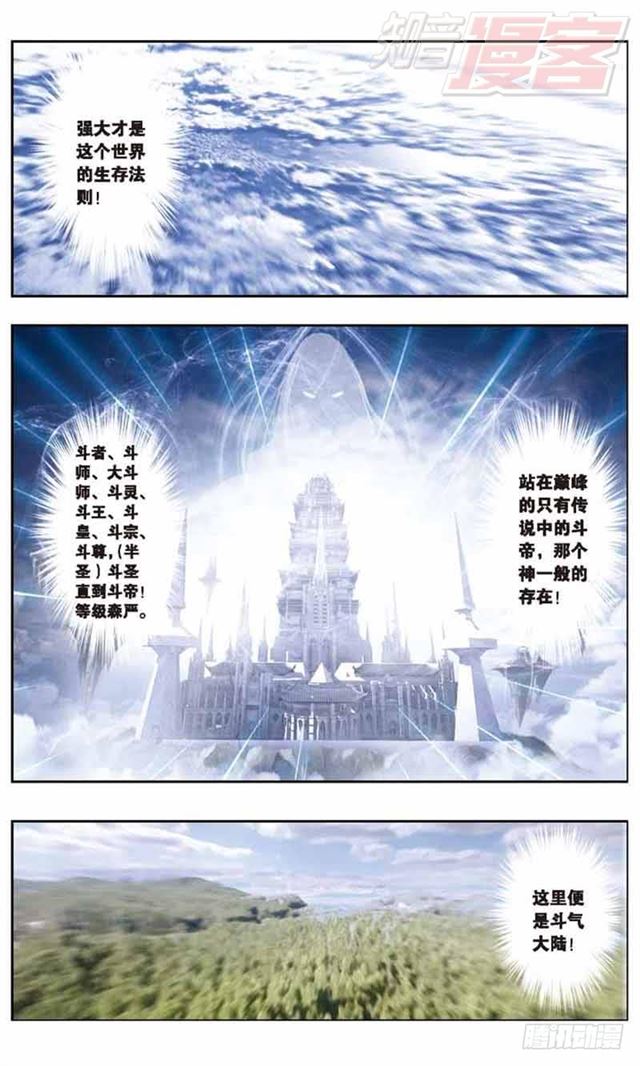 知音漫客
强大才是
这个世界
的生存法
则！
站在巅峰
的只有传
说中的斗
帝，那个
神一般的
存在！
斗者、斗
师、大斗
师、斗灵、
斗王、斗
皇、斗宗、
斗尊，（半
圣）斗圣
直到斗帝！
等级森严。
这里便
是斗气
大陆！
腾讯动漫